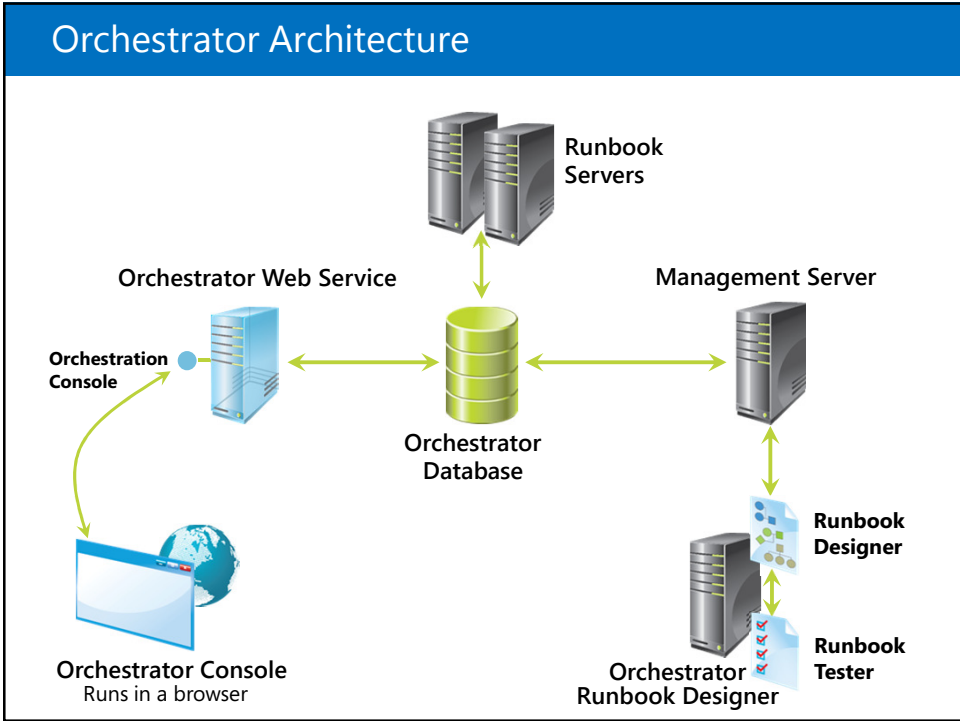 Orchestrator Architecture
Runbook
Servers
Orchestrator Web Service
Management Server
Orchestration
Console
Orchestrator
Database
Runbook
Designer
Orchestrator Console
Runs in a browser
Orchestrator
Runbook Designer
Runbook
Tester